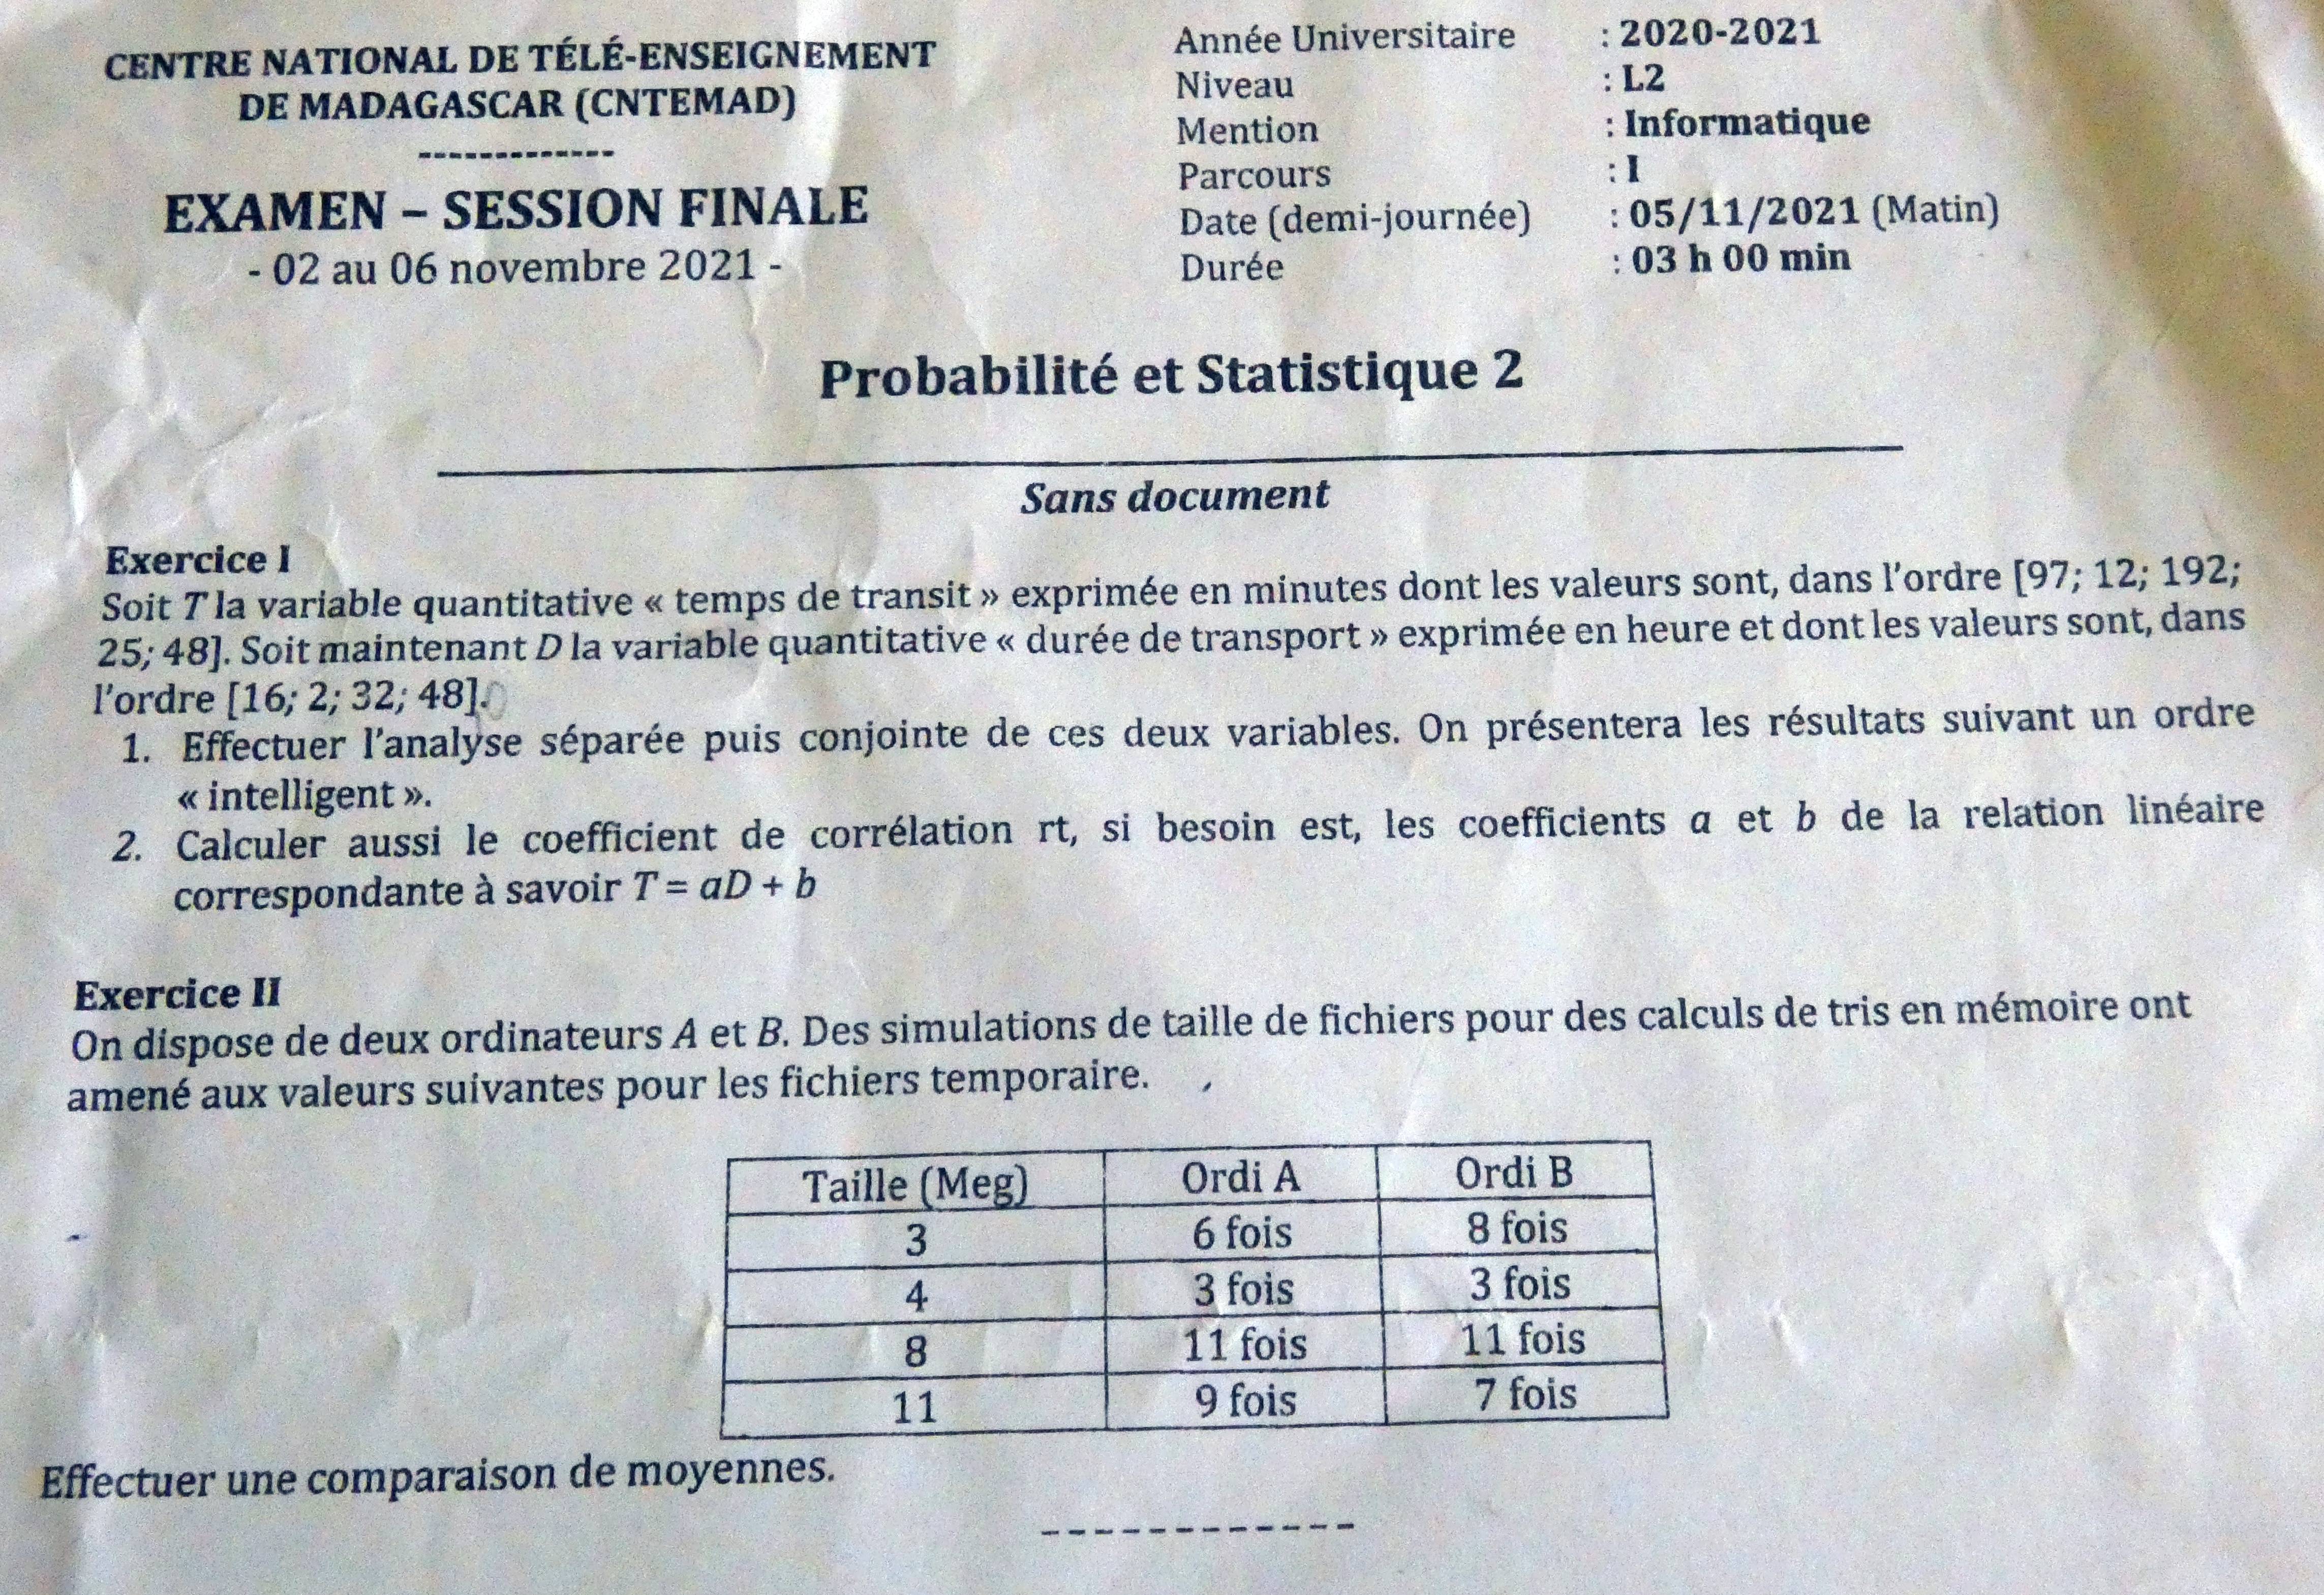 CENTRE NATIONAL DE TÉLÉ-ENSEIGNEMENT
DE MADAGASCAR (CNTEMAD)
-------------
EXAMEN – SESSION FINALE
- 02 au 06 novembre 2021 -
Année Universitaire : 2020-2021
Niveau : L2
Mention : Informatique
Parcours : I
Date (demi-journée) : 05/11/2021 (Matin)
Durée : 03 h 00 min
Probabilité et Statistique 2
Sans document
Exercice I
Soit T la variable quantitative « temps de transit » exprimée en minutes dont les valeurs sont, dans l'ordre [97; 12; 192;
25; 48]. Soit maintenant D la variable quantitative « durée de transport » exprimée en heure et dont les valeurs sont, dans
l'ordre [16; 2; 32; 48].
1. Effectuer l'analyse séparée puis conjointe de ces deux variables. On présentera les résultats suivant un ordre
« intelligent ».
2. Calculer aussi le coefficient de corrélation rt, si besoin est, les coefficients a et b de la relation linéaire
correspondante à savoir T = aD + b
Exercice II
On dispose de deux ordinateurs A et B. Des simulations de taille de fichiers pour des calculs de tris en mémoire ont
amené aux valeurs suivantes pour les fichiers temporaire.
Taille (Meg) Ordi A Ordi B
3 6 fois 8 fois
4 3 fois 3 fois
8 11 fois 11 fois
11 9 fois 7 fois
Effectuer une comparaison de moyennes.
------------